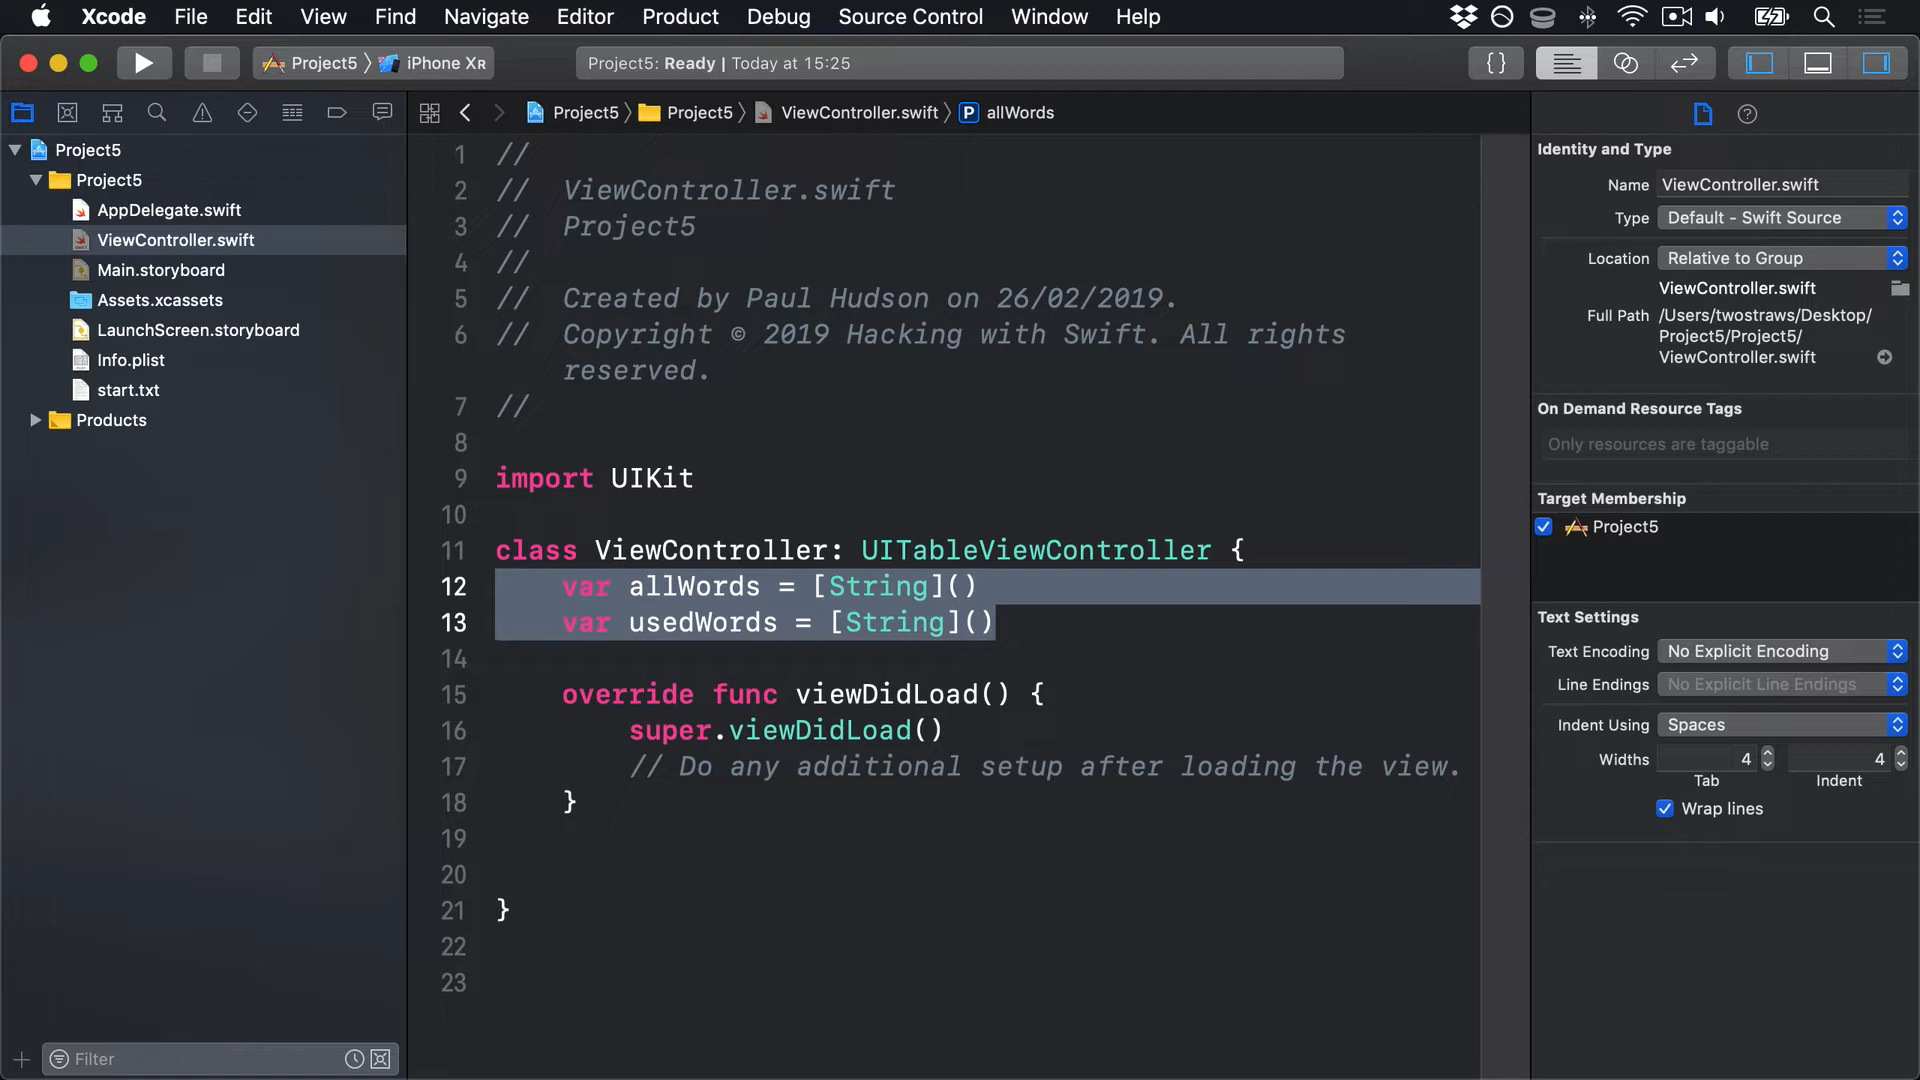 Xcode File Edit View Find Navigate Editor Product Debug Source Control Window Help
Project5 iPhone XR
Project5: Ready | Today at 15:25
Project5 Project5 ViewController.swift P allWords
Project5
Project5
AppDelegate.swift
ViewController.swift
Main.storyboard
Assets.xcassets
LaunchScreen.storyboard
Info.plist
start.txt
Products
Filter
1 //
2 // ViewController.swift
3 // Project5
4 //
5 // Created by Paul Hudson on 26/02/2019.
6 // Copyright © 2019 Hacking with Swift. All rights
reserved.
7 //
8
9 import UIKit
10
11 class ViewController: UITableViewController {
12 var allWords = [String]()
13 var usedWords = [String]()
14
15 override func viewDidLoad() {
16 super.viewDidLoad()
17 // Do any additional setup after loading the view.
18 }
19
20
21 }
22
23
Identity and Type
Name ViewController.swift
Type Default - Swift Source
Location Relative to Group
ViewController.swift
Full Path /Users/twostraws/Desktop/
Project5/Project5/
ViewController.swift
On Demand Resource Tags
Only resources are taggable
Target Membership
Project5
Text Settings
Text Encoding No Explicit Encoding
Line Endings No Explicit Line Endings
Indent Using Spaces
Widths 4 4
Tab Indent
Wrap lines